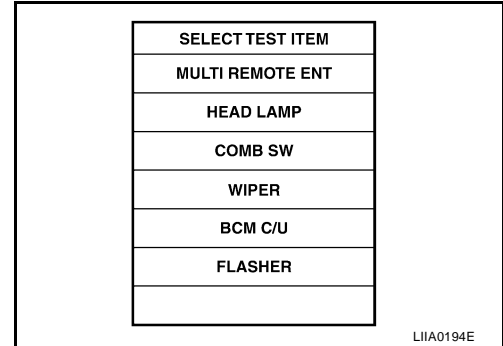 SELECT TEST ITEM
MULTI REMOTE ENT
HEAD LAMP
COMB SW
WIPER
BCM C/U
FLASHER
LIIA0194E